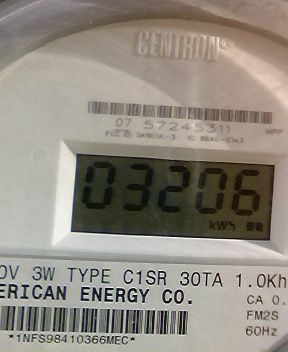 CENTRON®
07 57245311
HPP
03206
kWh
0V 3W TYPE C1SR 30TA 1.0Kh
ERICAN ENERGY CO.
CA 0.
FM2S
60Hz
*1NFS98410366MEC*